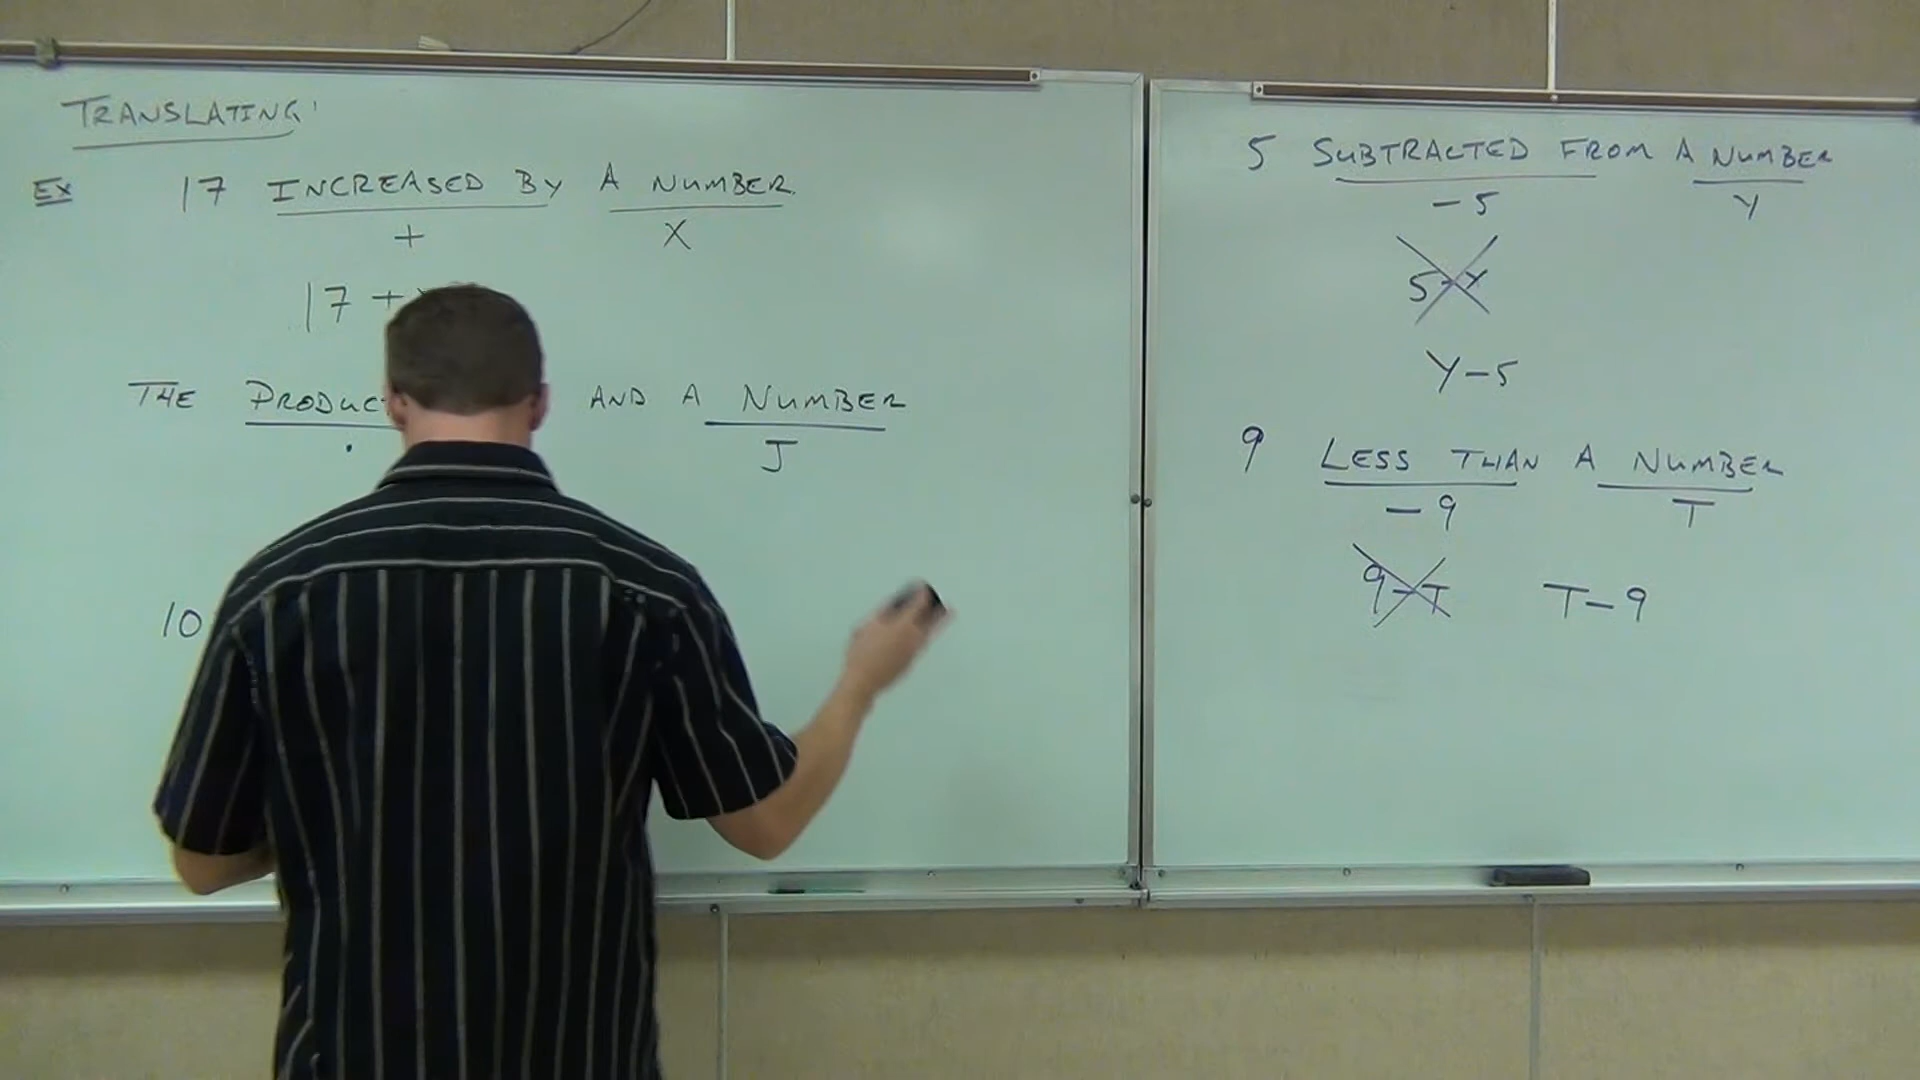 TRANSLATING:
EX 17 INCREASED BY A NUMBER.
+ X
17 +
THE AND A NUMBER
· J
10
5 SUBTRACTED FROM A NUMBER
- 5 Y
5 - Y
Y - 5
9 LESS THAN A NUMBER
- 9 T
9 - T T - 9